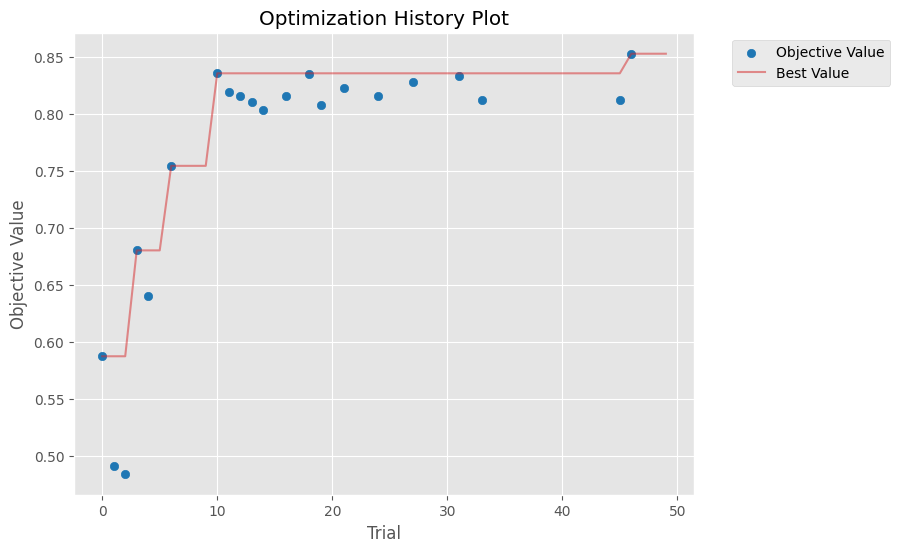 Optimization History Plot
Objective Value
Best Value
Objective Value
0.85
0.80
0.75
0.70
0.65
0.60
0.55
0.50
0 10 20 30 40 50
Trial